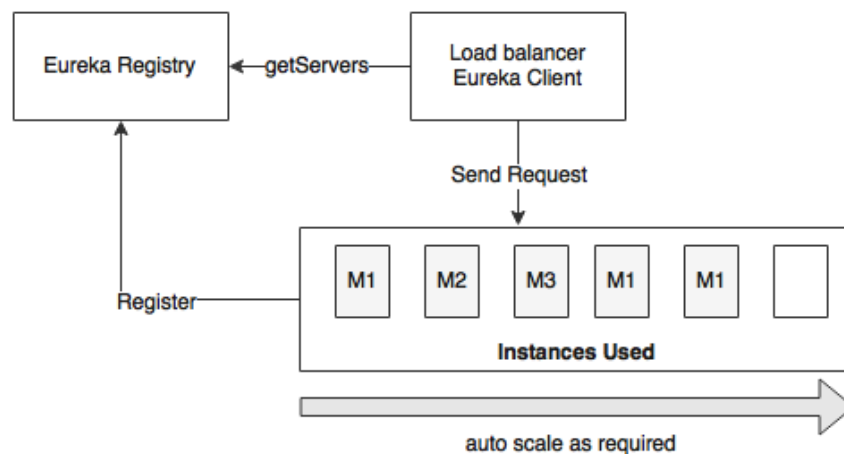 Eureka Registry
getServers
Load balancer
Eureka Client
Send Request
M1
M2
M3
M1
M1
Register
Instances Used
auto scale as required